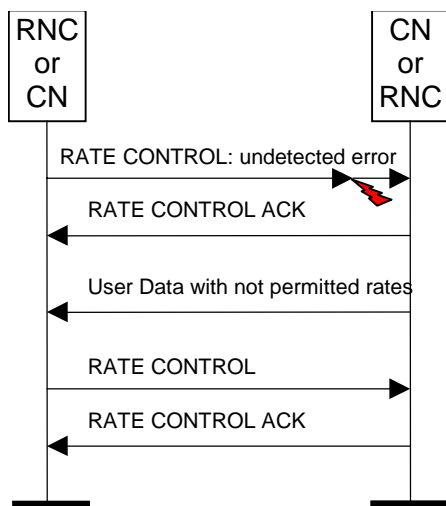 RNC
or
CN
CN
or
RNC
RATE CONTROL: undetected error
RATE CONTROL ACK
User Data with not permitted rates
RATE CONTROL
RATE CONTROL ACK